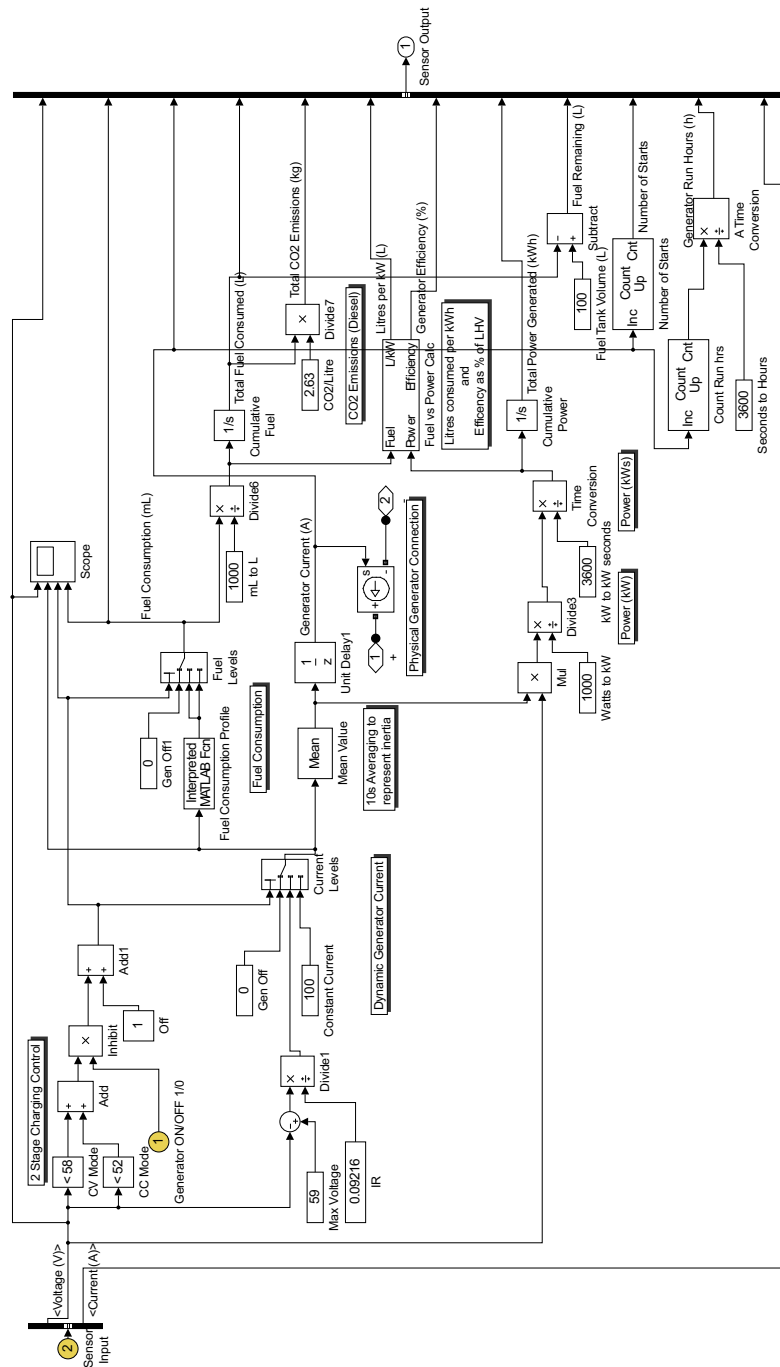 2
Sensor
Input
<Voltage (V)>
<Current (A)>
2 Stage Charging Control
< 58
CV Mode
< 52
CC Mode
+
+
Add
1
Generator ON/OFF 1/0
×
Inhibit
1
Off
+
+
Add1
59
Max Voltage
0.09216
IR
-
+
×
÷
Divide1
0
Gen Off
100
Constant Current
Current
Levels
Dynamic Generator Current
0
Gen Off1
Interpreted
MATLAB Fcn
Fuel Consumption Profile
Fuel Consumption
Fuel
Levels
Scope
Fuel Consumption (mL)
Mean
Mean Value
10s Averaging to
represent inertia
1
z
Unit Delay1
Generator Current (A)
1
+
s
+
-
2
-
Physical Generator Connection
1000
mL to L
×
÷
Divide6
1/s
Cumulative
Fuel
Total Fuel Consumed (L)
2.63
CO2/Litre
×
Divide7
Total CO2 Emissions (kg)
CO2 Emissions (Diesel)
Fuel
Power
L/kW
Efficiency
Fuel vs Power Calc
Litres per kW (L)
Generator Efficiency (%)
Litres consumed per kWh
and
Efficency as % of LHV
×
Mul
1000
Watts to kW
×
÷
Divide3
Power (kW)
3600
kW to kW seconds
×
÷
Time
Conversion
Power (kWs)
1/s
Cumulative
Power
Total Power Generated (kWh)
100
Fuel Tank Volume (L)
-
+
Subtract
Fuel Remaining (L)
Inc
Count
Up
Cnt
Number of Starts
Number of Starts
Inc
Count
Up
Cnt
Count Run hrs
3600
Seconds to Hours
×
÷
A Time
Conversion
Generator Run Hours (h)
1
Sensor Output